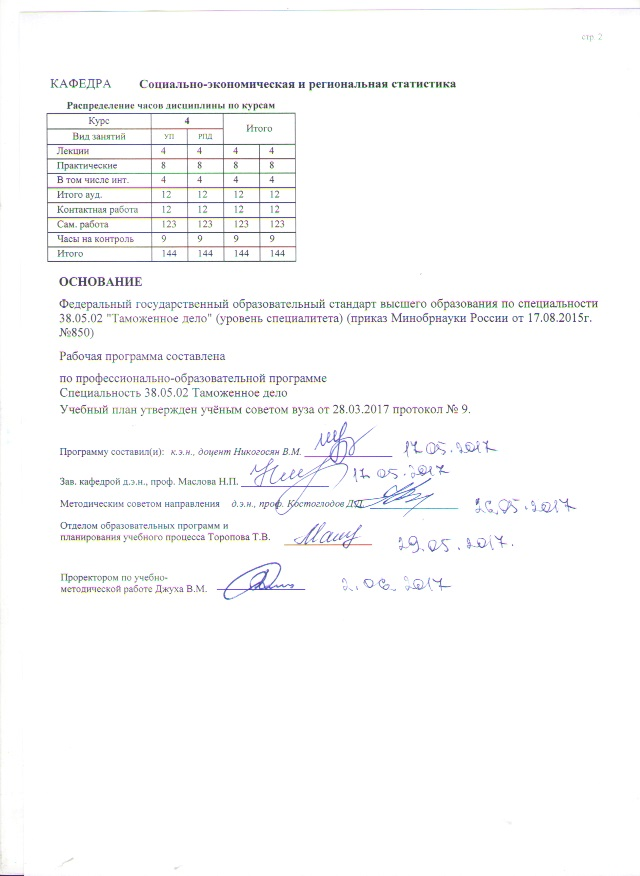 стр 2
КАФЕДРА Социально-экономическая и региональная статистика
Распределение часов дисциплины по курсам
Курс 4 Итого
Вид занятий УП РПД
Лекции 4 4 4 4
Практические 8 8 8 8
В том числе инт. 4 4 4 4
Итого ауд. 12 12 12 12
Контактная работа 12 12 12 12
Сам. работа 123 123 123 123
Часы на контроль 9 9 9 9
Итого 144 144 144 144
ОСНОВАНИЕ
Федеральный государственный образовательный стандарт высшего образования по специальности
38.05.02 "Таможенное дело" (уровень специалитета) (приказ Минобрнауки России от 17.08.2015г.
№850)
Рабочая программа составлена
по профессионально-образовательной программе
Специальность 38.05.02 Таможенное дело
Учебный план утвержден учёным советом вуза от 28.03.2017 протокол № 9.
Программу составил(и): к.э.н., доцент Никогосян В.М. 17.05.2017
Зав. кафедрой д.э.н., проф. Маслова Н.П. 17.05.2017
Методическим советом направления д.э.н., проф. Костоглодов Д.Д. 26.05.2017
Отделом образовательных программ и
планирования учебного процесса Торопова Т.В. 29.05.2017.
Проректором по учебно-
методической работе Джуха В.М. 2.06.2017